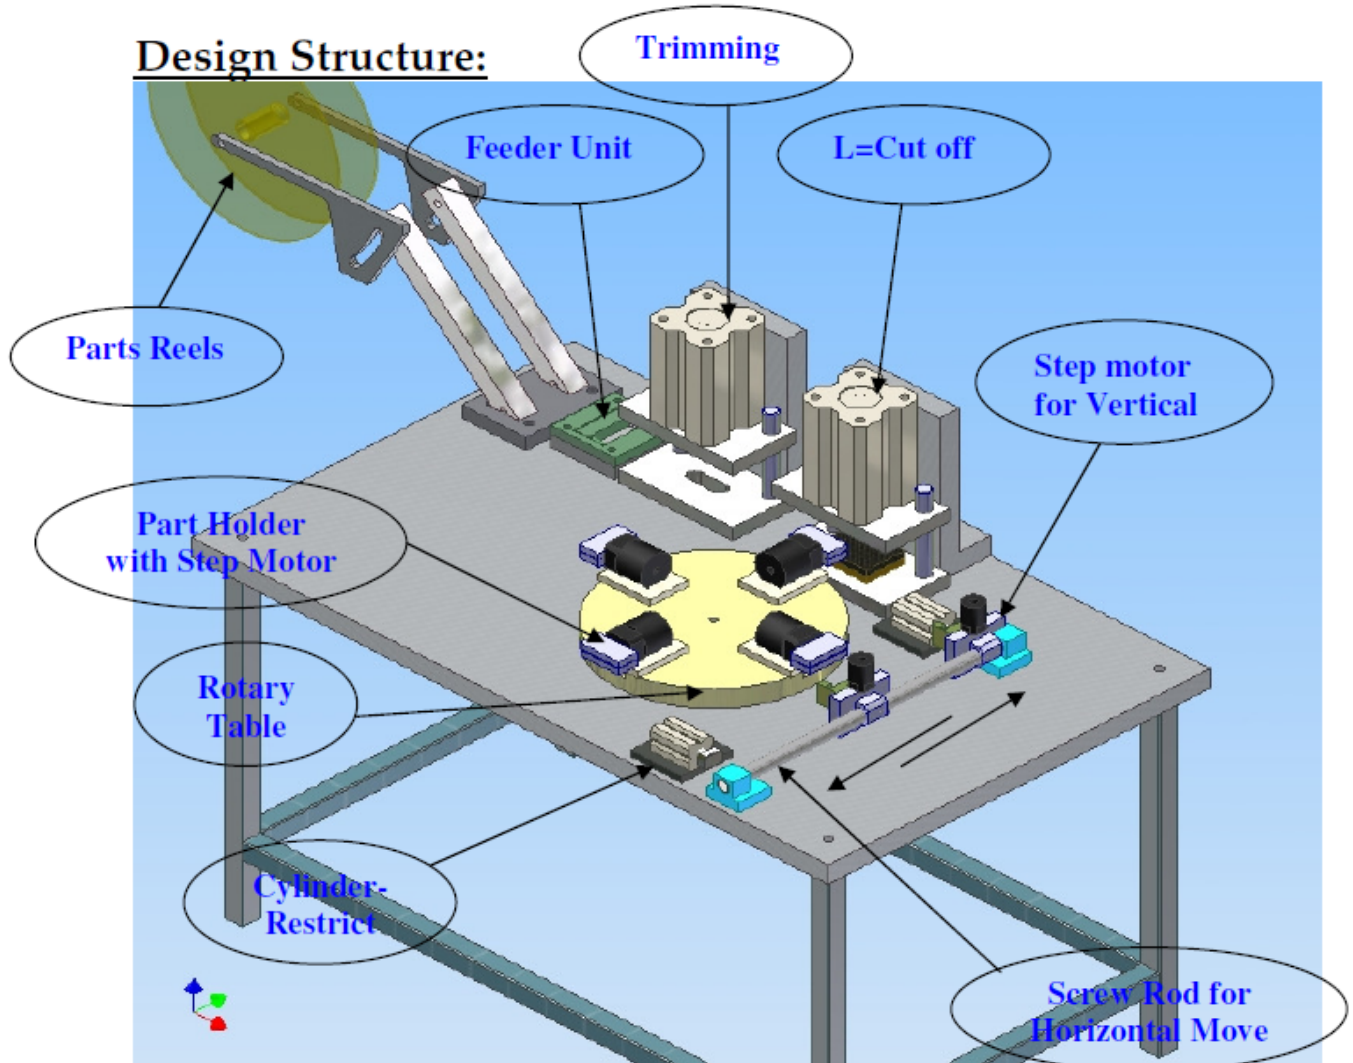 Design Structure:
Trimming
Feeder Unit
L=Cut off
Parts Reels
Step motor
for Vertical
Part Holder
with Step Motor
Rotary
Table
Cylinder-
Restrict
Screw Rod for
Horizontal Move